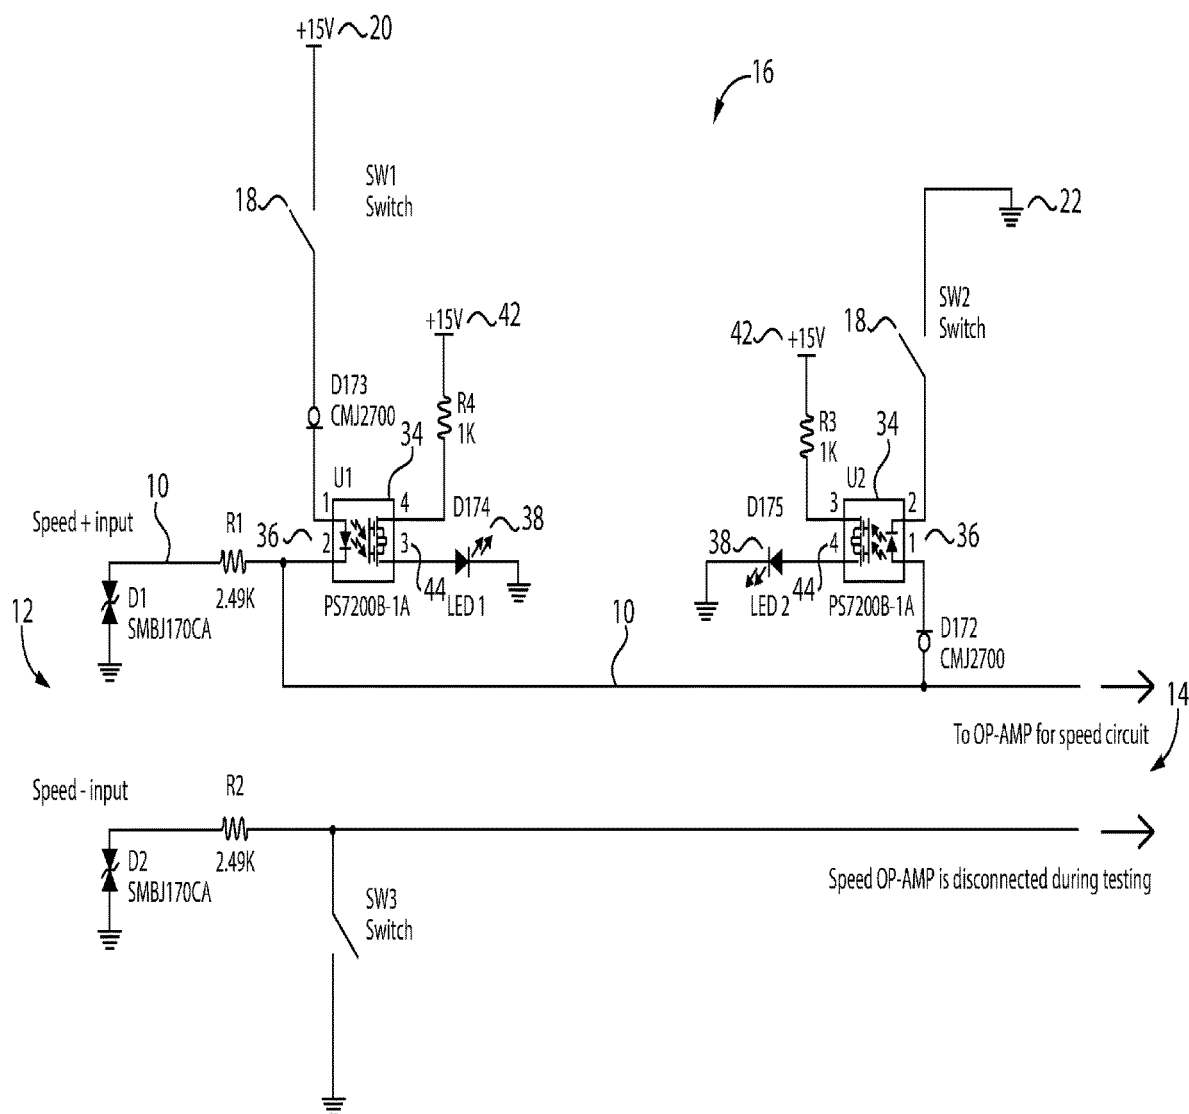 +15V
20
16
SW1
Switch
18
22
SW2
Switch
+15V
42
18
42
+15V
D173
CMJ2700
R4
1K
R3
1K
34
34
U1
U2
10
1
4
D174
D175
3
2
Speed + input
R1
36
2
3
38
38
4
1
36
44
44
2.49K
PS7200B-1A
LED 1
LED 2
PS7200B-1A
D1
SMBJ170CA
12
10
D172
CMJ2700
14
To OP-AMP for speed circuit
Speed - input
R2
2.49K
D2
SMBJ170CA
Speed OP-AMP is disconnected during testing
SW3
Switch